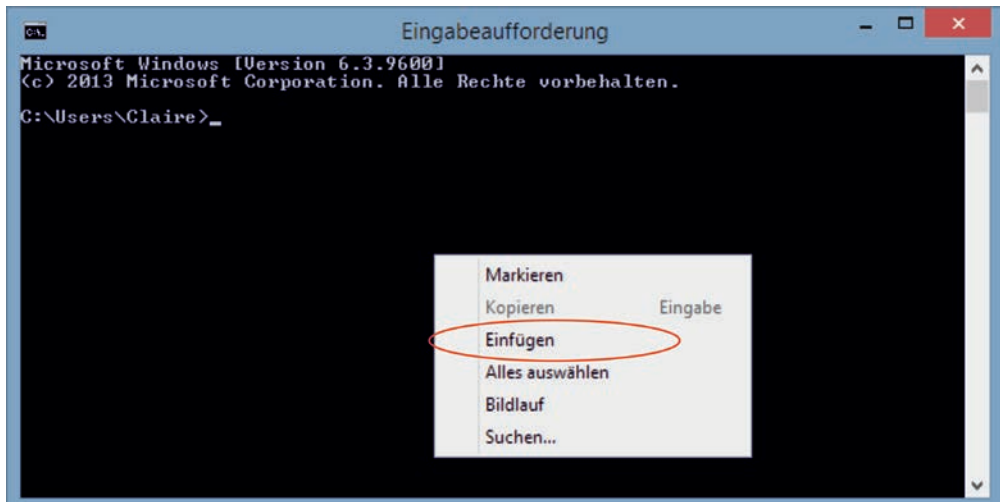 Eingabeaufforderung
Microsoft Windows [Version 6.3.9600]
(c) 2013 Microsoft Corporation. Alle Rechte vorbehalten.
C:\Users\Claire>_
Markieren
Kopieren Eingabe
Einfügen
Alles auswählen
Bildlauf
Suchen...